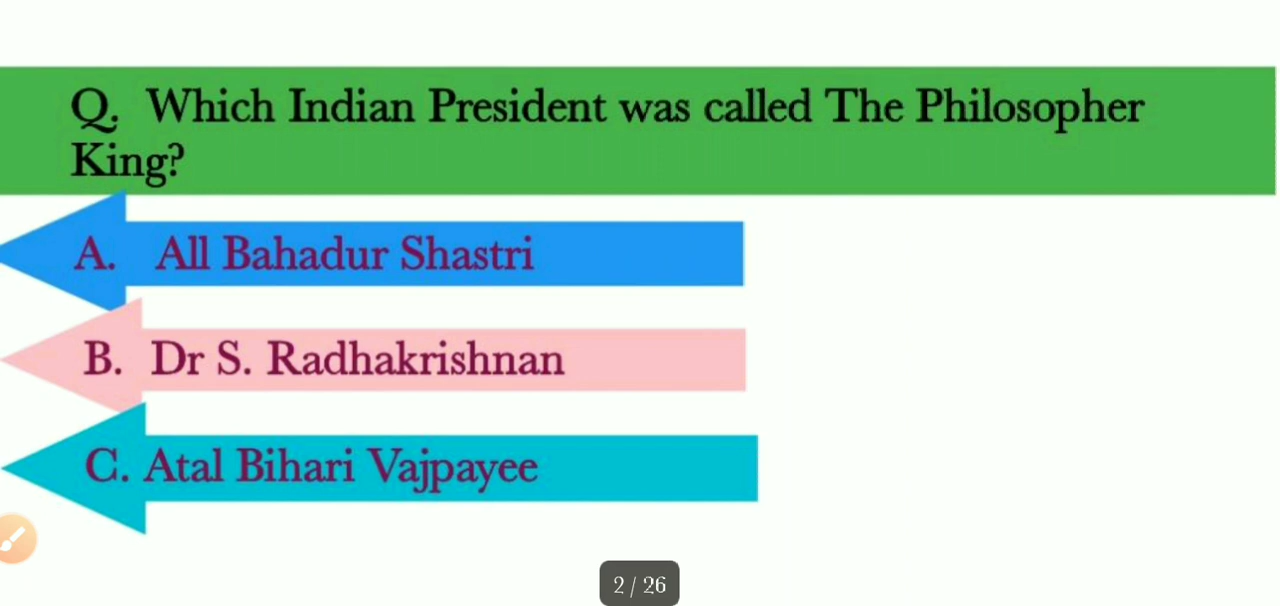 Q. Which Indian President was called The Philosopher
King?
A. All Bahadur Shastri
B. Dr S. Radhakrishnan
C. Atal Bihari Vajpayee
2 / 26